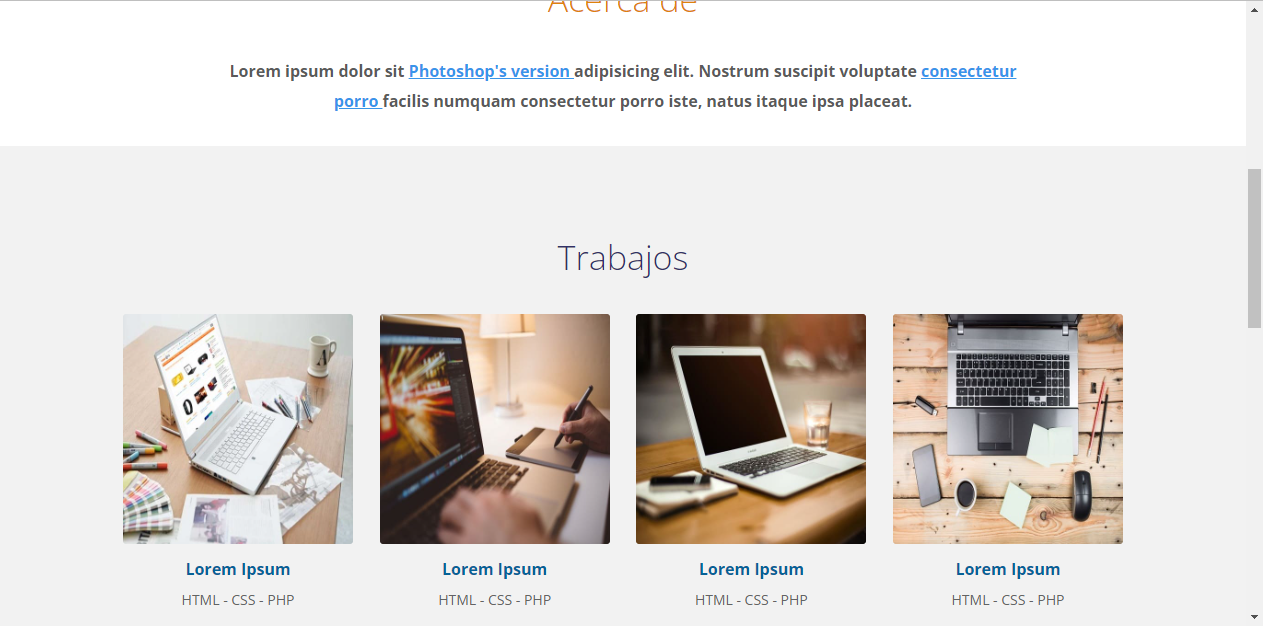 Acerca de
Lorem ipsum dolor sit Photoshop's version adipisicing elit. Nostrum suscipit voluptate consectetur
porro facilis numquam consectetur porro iste, natus itaque ipsa placeat.
Trabajos
A
Lorem Ipsum
HTML - CSS - PHP
Lorem Ipsum
HTML - CSS - PHP
Lorem Ipsum
HTML - CSS - PHP
Lorem Ipsum
HTML - CSS - PHP